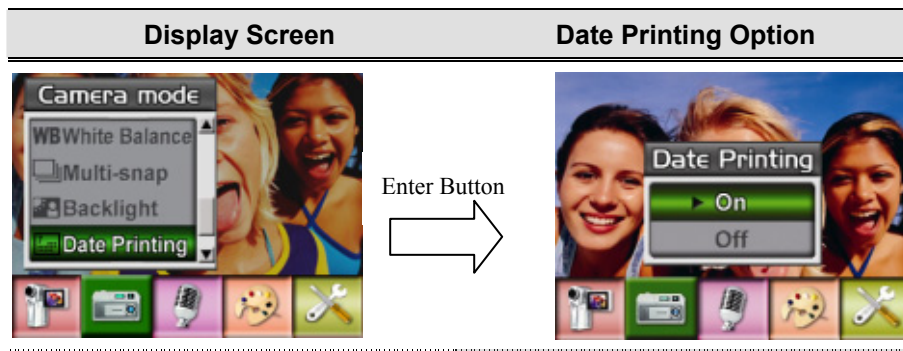 Display Screen
Date Printing Option
Camera mode
WB White Balance
Multi-snap
Backlight
Date Printing
Enter Button
Date Printing
On
Off